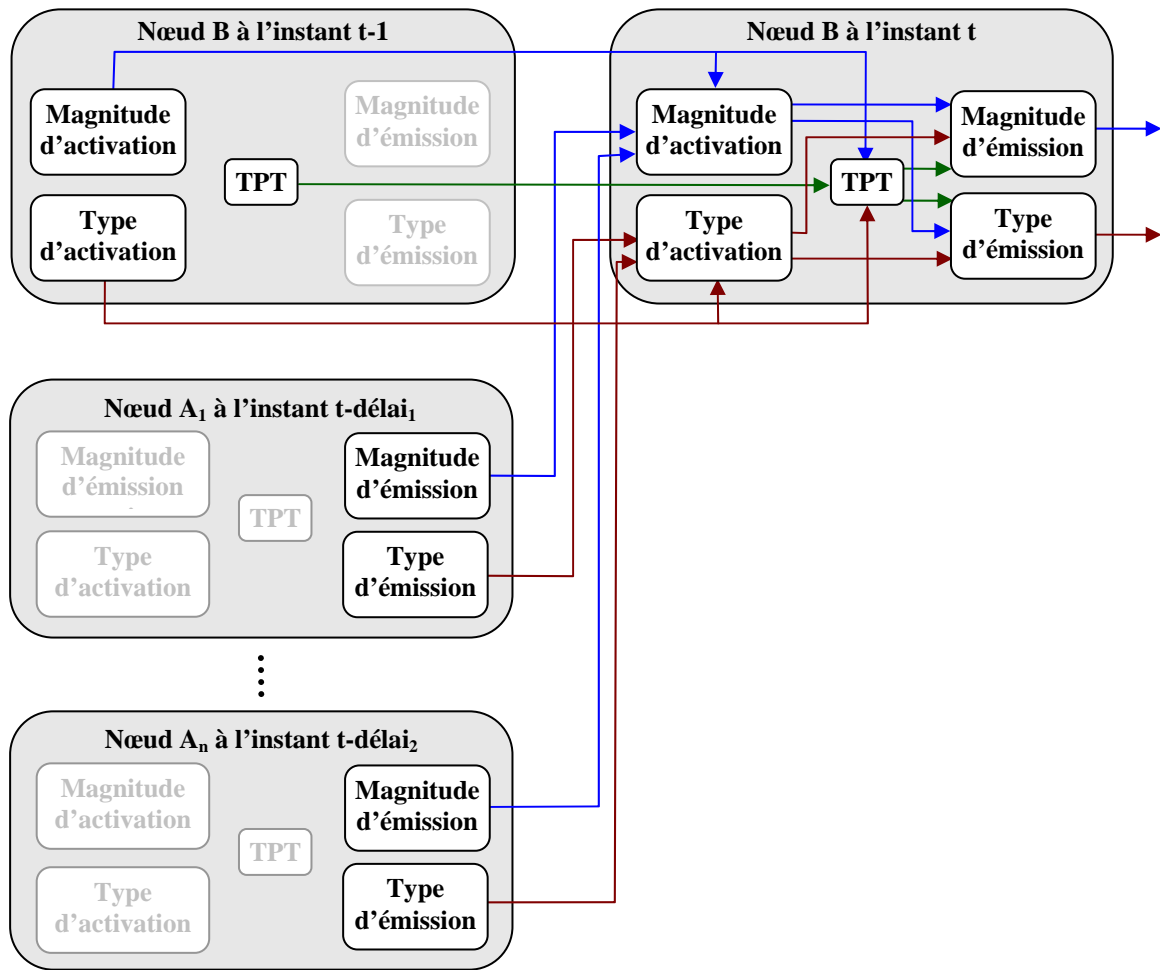 Nœud B à l’instant t-1
Magnitude
d’activation
Magnitude
d’émission
TPT
Type
d’activation
Type
d’émission
Nœud B à l’instant t
Magnitude
d’activation
Magnitude
d’émission
TPT
Type
d’activation
Type
d’émission
Nœud A₁ à l’instant t-délai₁
Magnitude
d’émission
Magnitude
d’émission
TPT
Type
d’activation
Type
d’émission
Nœud Aₙ à l’instant t-délai₂
Magnitude
d’activation
Magnitude
d’émission
TPT
Type
d’activation
Type
d’émission